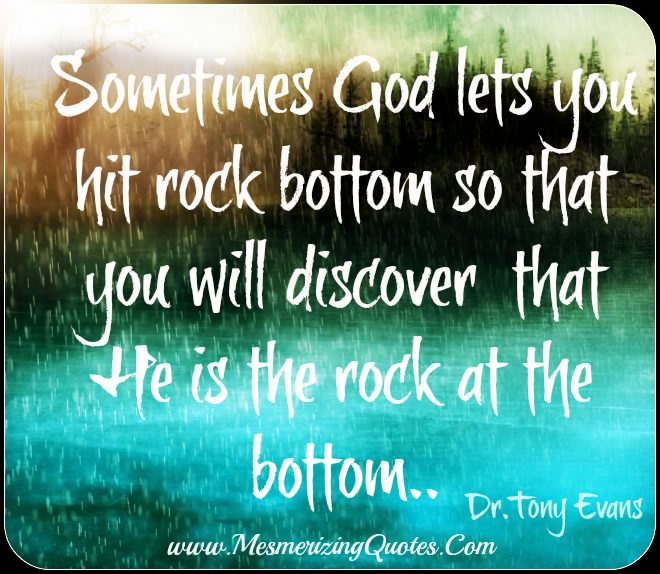 Sometimes God lets you
hit rock bottom so that
you will discover that
He is the rock at the
bottom..
Dr.Tony Evans
www.MesmerizingQuotes.Com